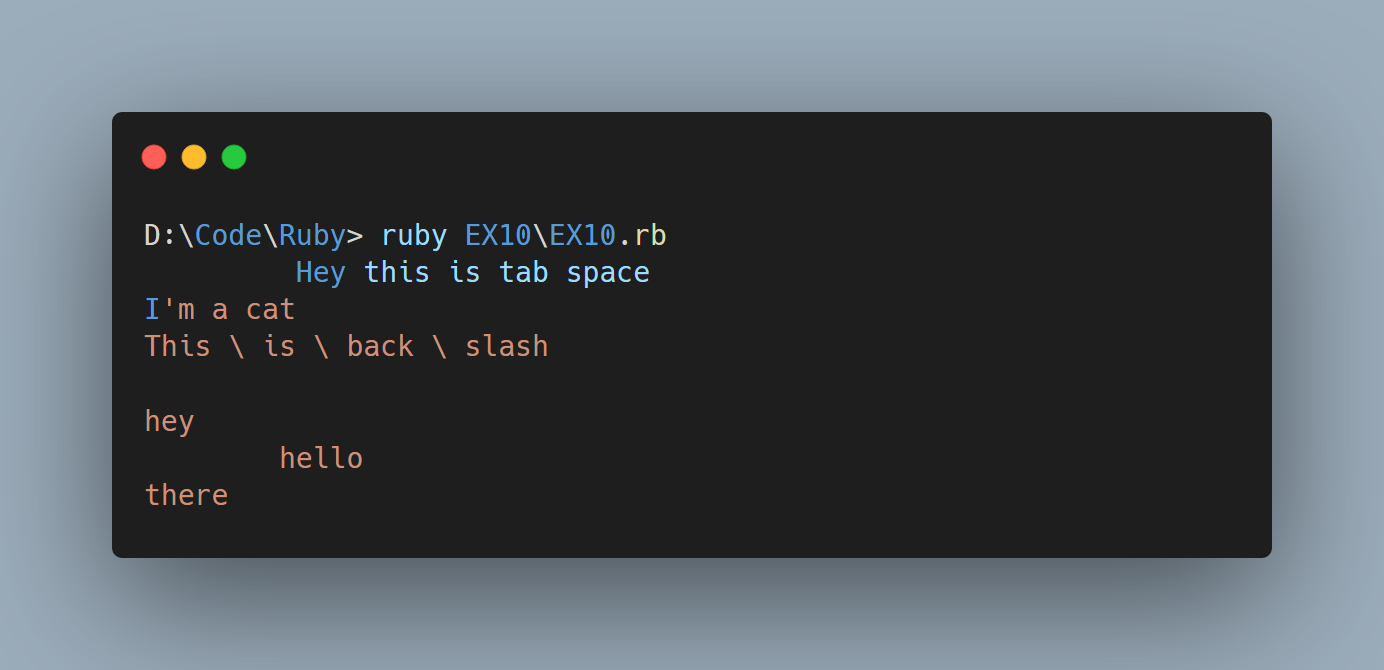 D:\Code\Ruby> ruby EX10\EX10.rb
         Hey this is tab space
I'm a cat
This \ is \ back \ slash

hey
        hello
there